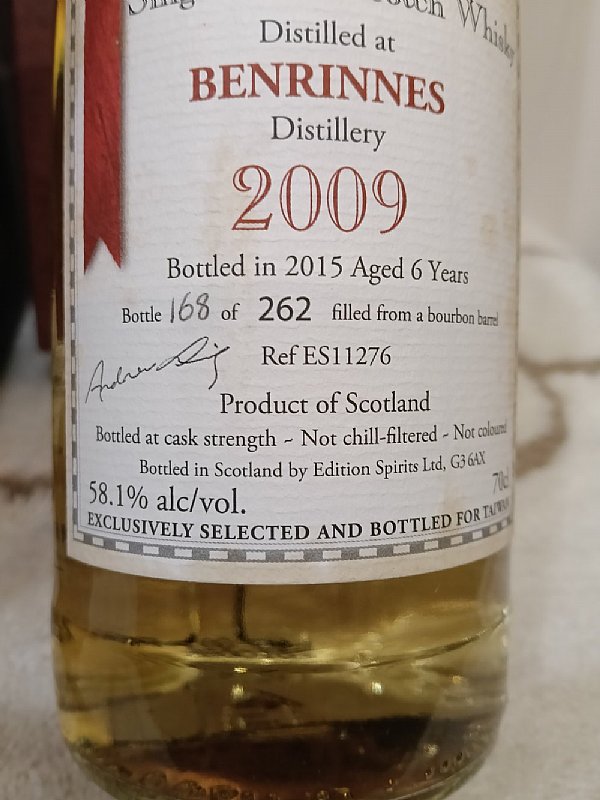 Whisky
Distilled at
BENRINNES
Distillery
2009
Bottled in 2015 Aged 6 Years
Bottle 168 of 262 filled from a bourbon barrel
Ref ES11276
Product of Scotland
Bottled at cask strength ~ Not chill-filtered ~ Not coloured
Bottled in Scotland by Edition Spirits Ltd, G3 6AX
58.1% alc/vol. 70cl
EXCLUSIVELY SELECTED AND BOTTLED FOR TAIWAN